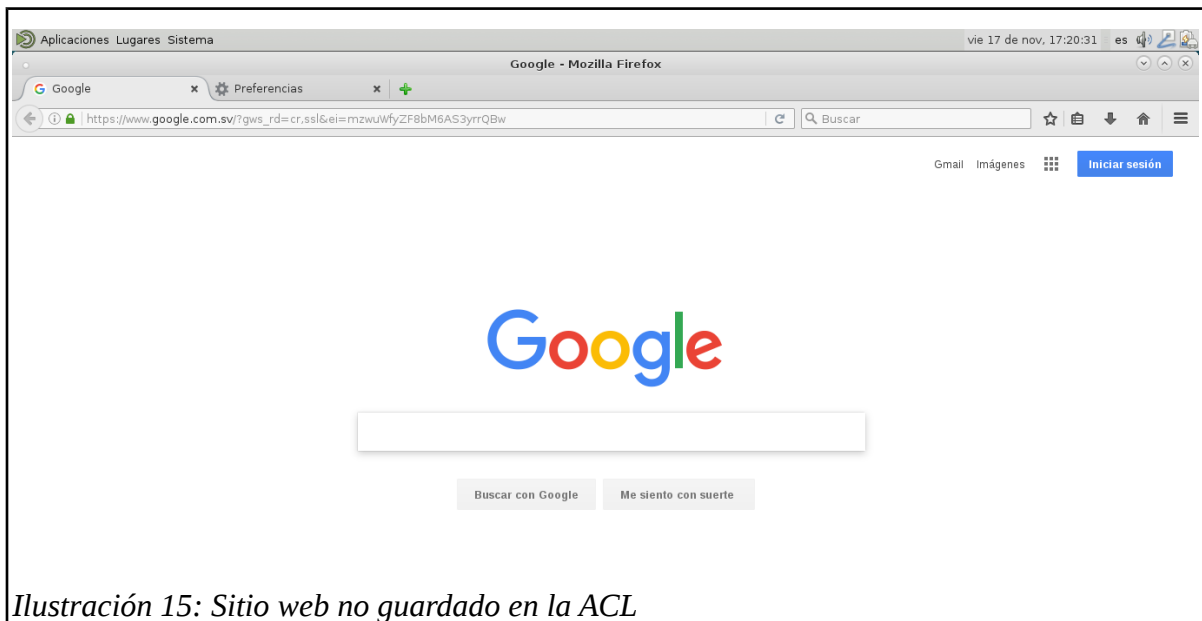 Aplicaciones Lugares Sistema vie 17 de nov, 17:20:31 es
Google - Mozilla Firefox
Google Preferencias
https://www.google.com.sv/?gws_rd=cr,ssl&ei=mzwuWfyZF8bM6AS3yrrQBw Buscar
Gmail Imágenes Iniciar sesión
Google
Buscar con Google Me siento con suerte
Ilustración 15: Sitio web no guardado en la ACL